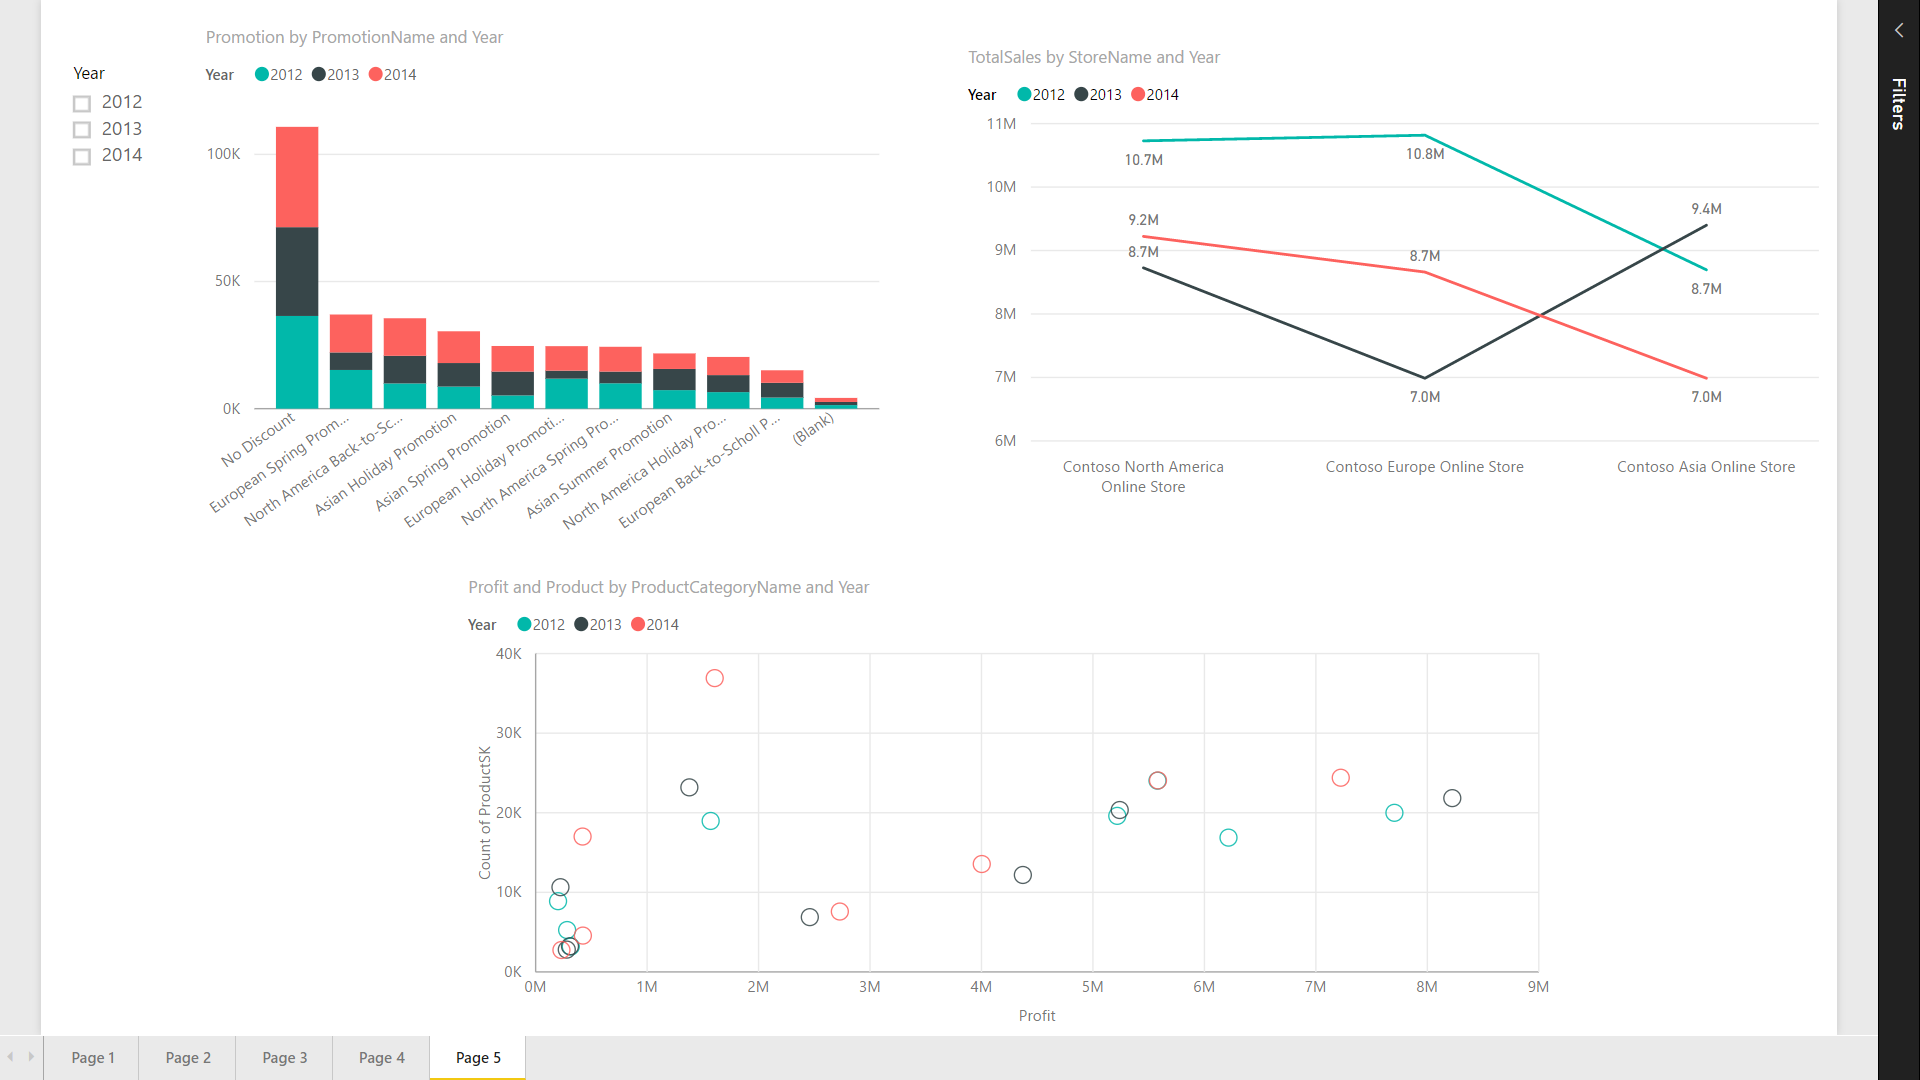 Year
2012
2013
2014
Promotion by PromotionName and Year
Year 2012 2013 2014
100K
50K
0K
No Discount
European Spring Prom...
North America Back-to-Sc...
Asian Holiday Promotion
Asian Spring Promotion
European Holiday Promoti...
North America Spring Pro...
Asian Summer Promotion
North America Holiday Pro...
European Back-to-Scholl P...
(Blank)
TotalSales by StoreName and Year
Year 2012 2013 2014
11M
10M
9M
8M
7M
6M
10.7M
10.8M
8.7M
9.2M
8.7M
7.0M
8.7M
7.0M
9.4M
Contoso North America
Online Store
Contoso Europe Online Store
Contoso Asia Online Store
Profit and Product by ProductCategoryName and Year
Year 2012 2013 2014
Count of ProductSK
40K
30K
20K
10K
0K
0M 1M 2M 3M 4M 5M 6M 7M 8M 9M
Profit
Filters
Page 1 Page 2 Page 3 Page 4 Page 5